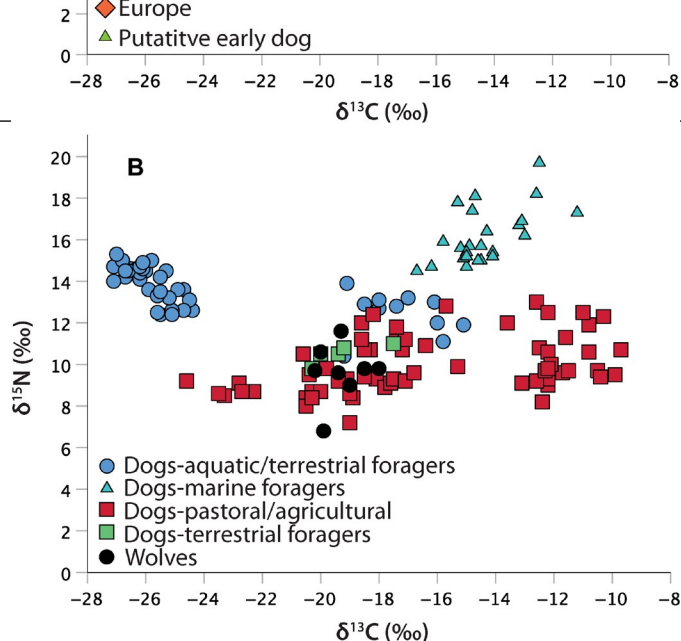 2
Europe
Putatitve early dog
0
−28 −26 −24 −22 −20 −18 −16 −14 −12 −10 −8
δ¹³C (‰)
B
20
18
16
14
12
10
8
6
4
2
0
δ¹⁵N (‰)
Dogs-aquatic/terrestrial foragers
Dogs-marine foragers
Dogs-pastoral/agricultural
Dogs-terrestrial foragers
Wolves
−28 −26 −24 −22 −20 −18 −16 −14 −12 −10 −8
δ¹³C (‰)